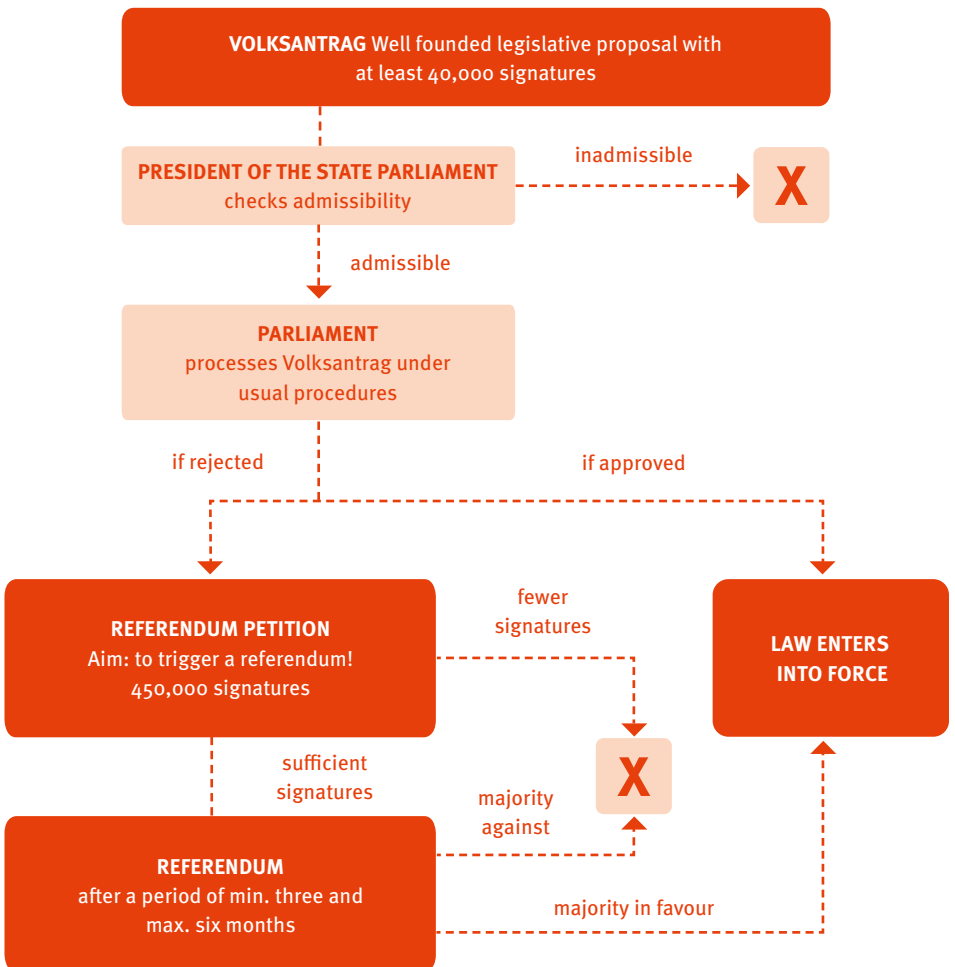 VOLKSANTRAG Well founded legislative proposal with
at least 40,000 signatures
PRESIDENT OF THE STATE PARLIAMENT
checks admissibility
inadmissible
X
admissible
PARLIAMENT
processes Volksantrag under
usual procedures
if rejected
if approved
REFERENDUM PETITION
Aim: to trigger a referendum!
450,000 signatures
fewer
signatures
LAW ENTERS
INTO FORCE
sufficient
signatures
X
majority
against
REFERENDUM
after a period of min. three and
max. six months
majority in favour